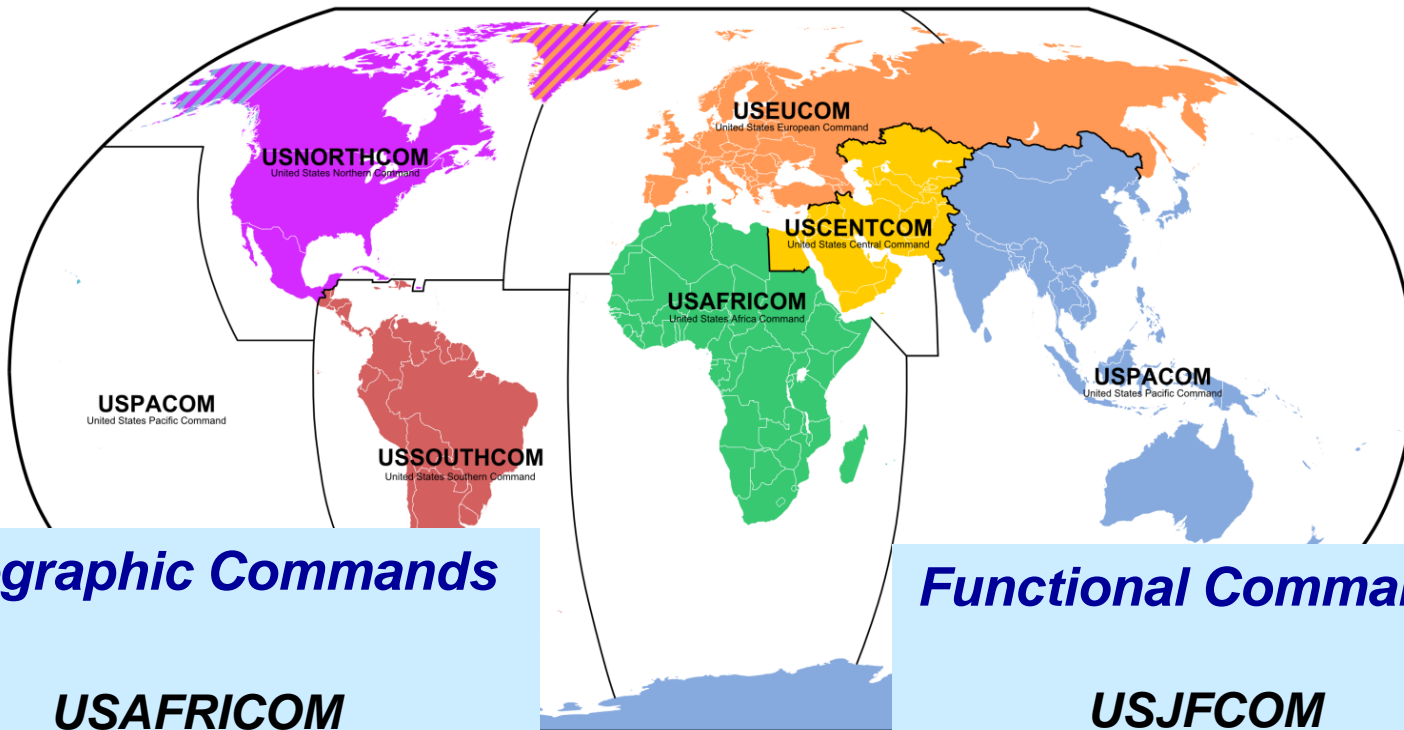 USEUCOM
United States European Command
USNORTHCOM
United States Northern Command
USCENTCOM
United States Central Command
USAFRICOM
United States Africa Command
USPACOM
United States Pacific Command
USPACOM
United States Pacific Command
USSOUTHCOM
United States Southern Command
graphic Commands
Functional Comma
USAFRICOM
USJFCOM